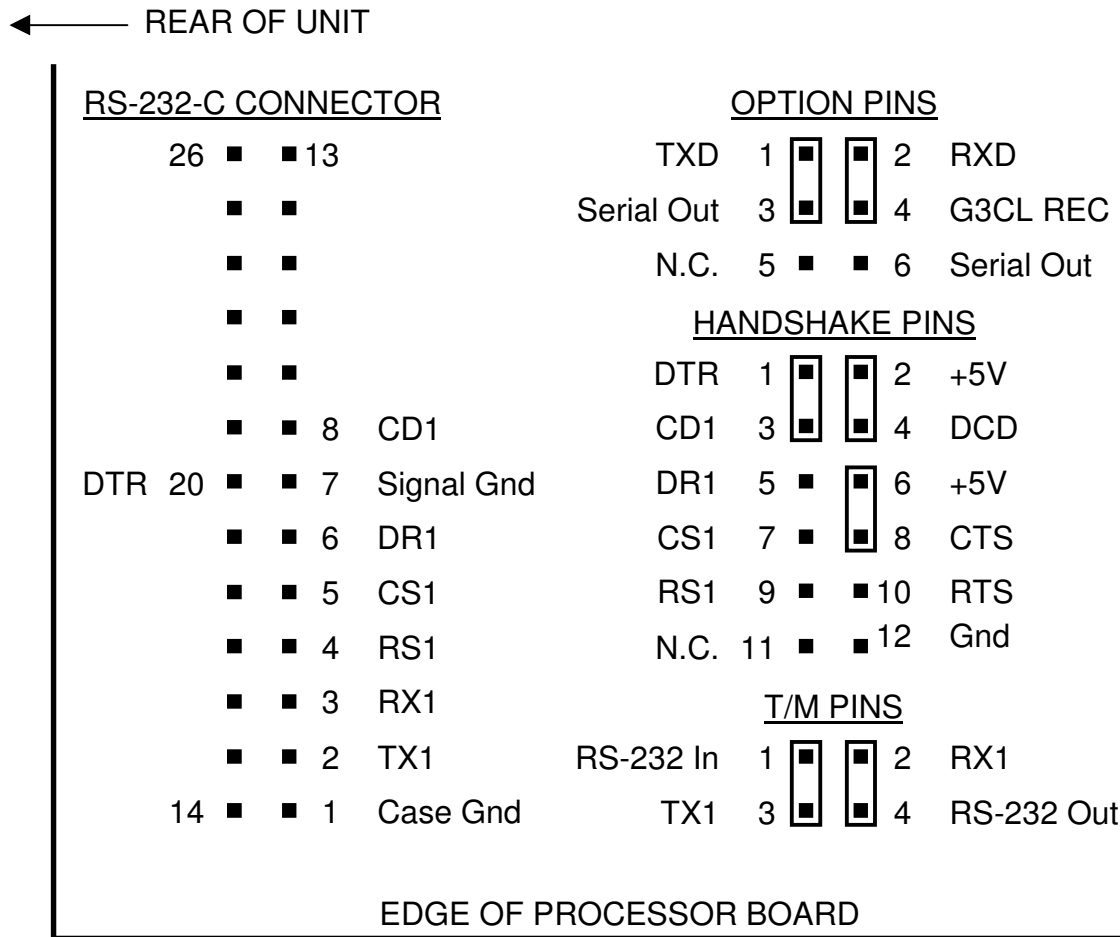 REAR OF UNIT
RS-232-C CONNECTOR
26 13
8 CD1
DTR 20 7 Signal Gnd
6 DR1
5 CS1
4 RS1
3 RX1
2 TX1
14 1 Case Gnd
OPTION PINS
TXD 1 2 RXD
Serial Out 3 4 G3CL REC
N.C. 5 6 Serial Out
HANDSHAKE PINS
DTR 1 2 +5V
CD1 3 4 DCD
DR1 5 6 +5V
CS1 7 8 CTS
RS1 9 10 RTS
N.C. 11 12 Gnd
T/M PINS
RS-232 In 1 2 RX1
TX1 3 4 RS-232 Out
EDGE OF PROCESSOR BOARD